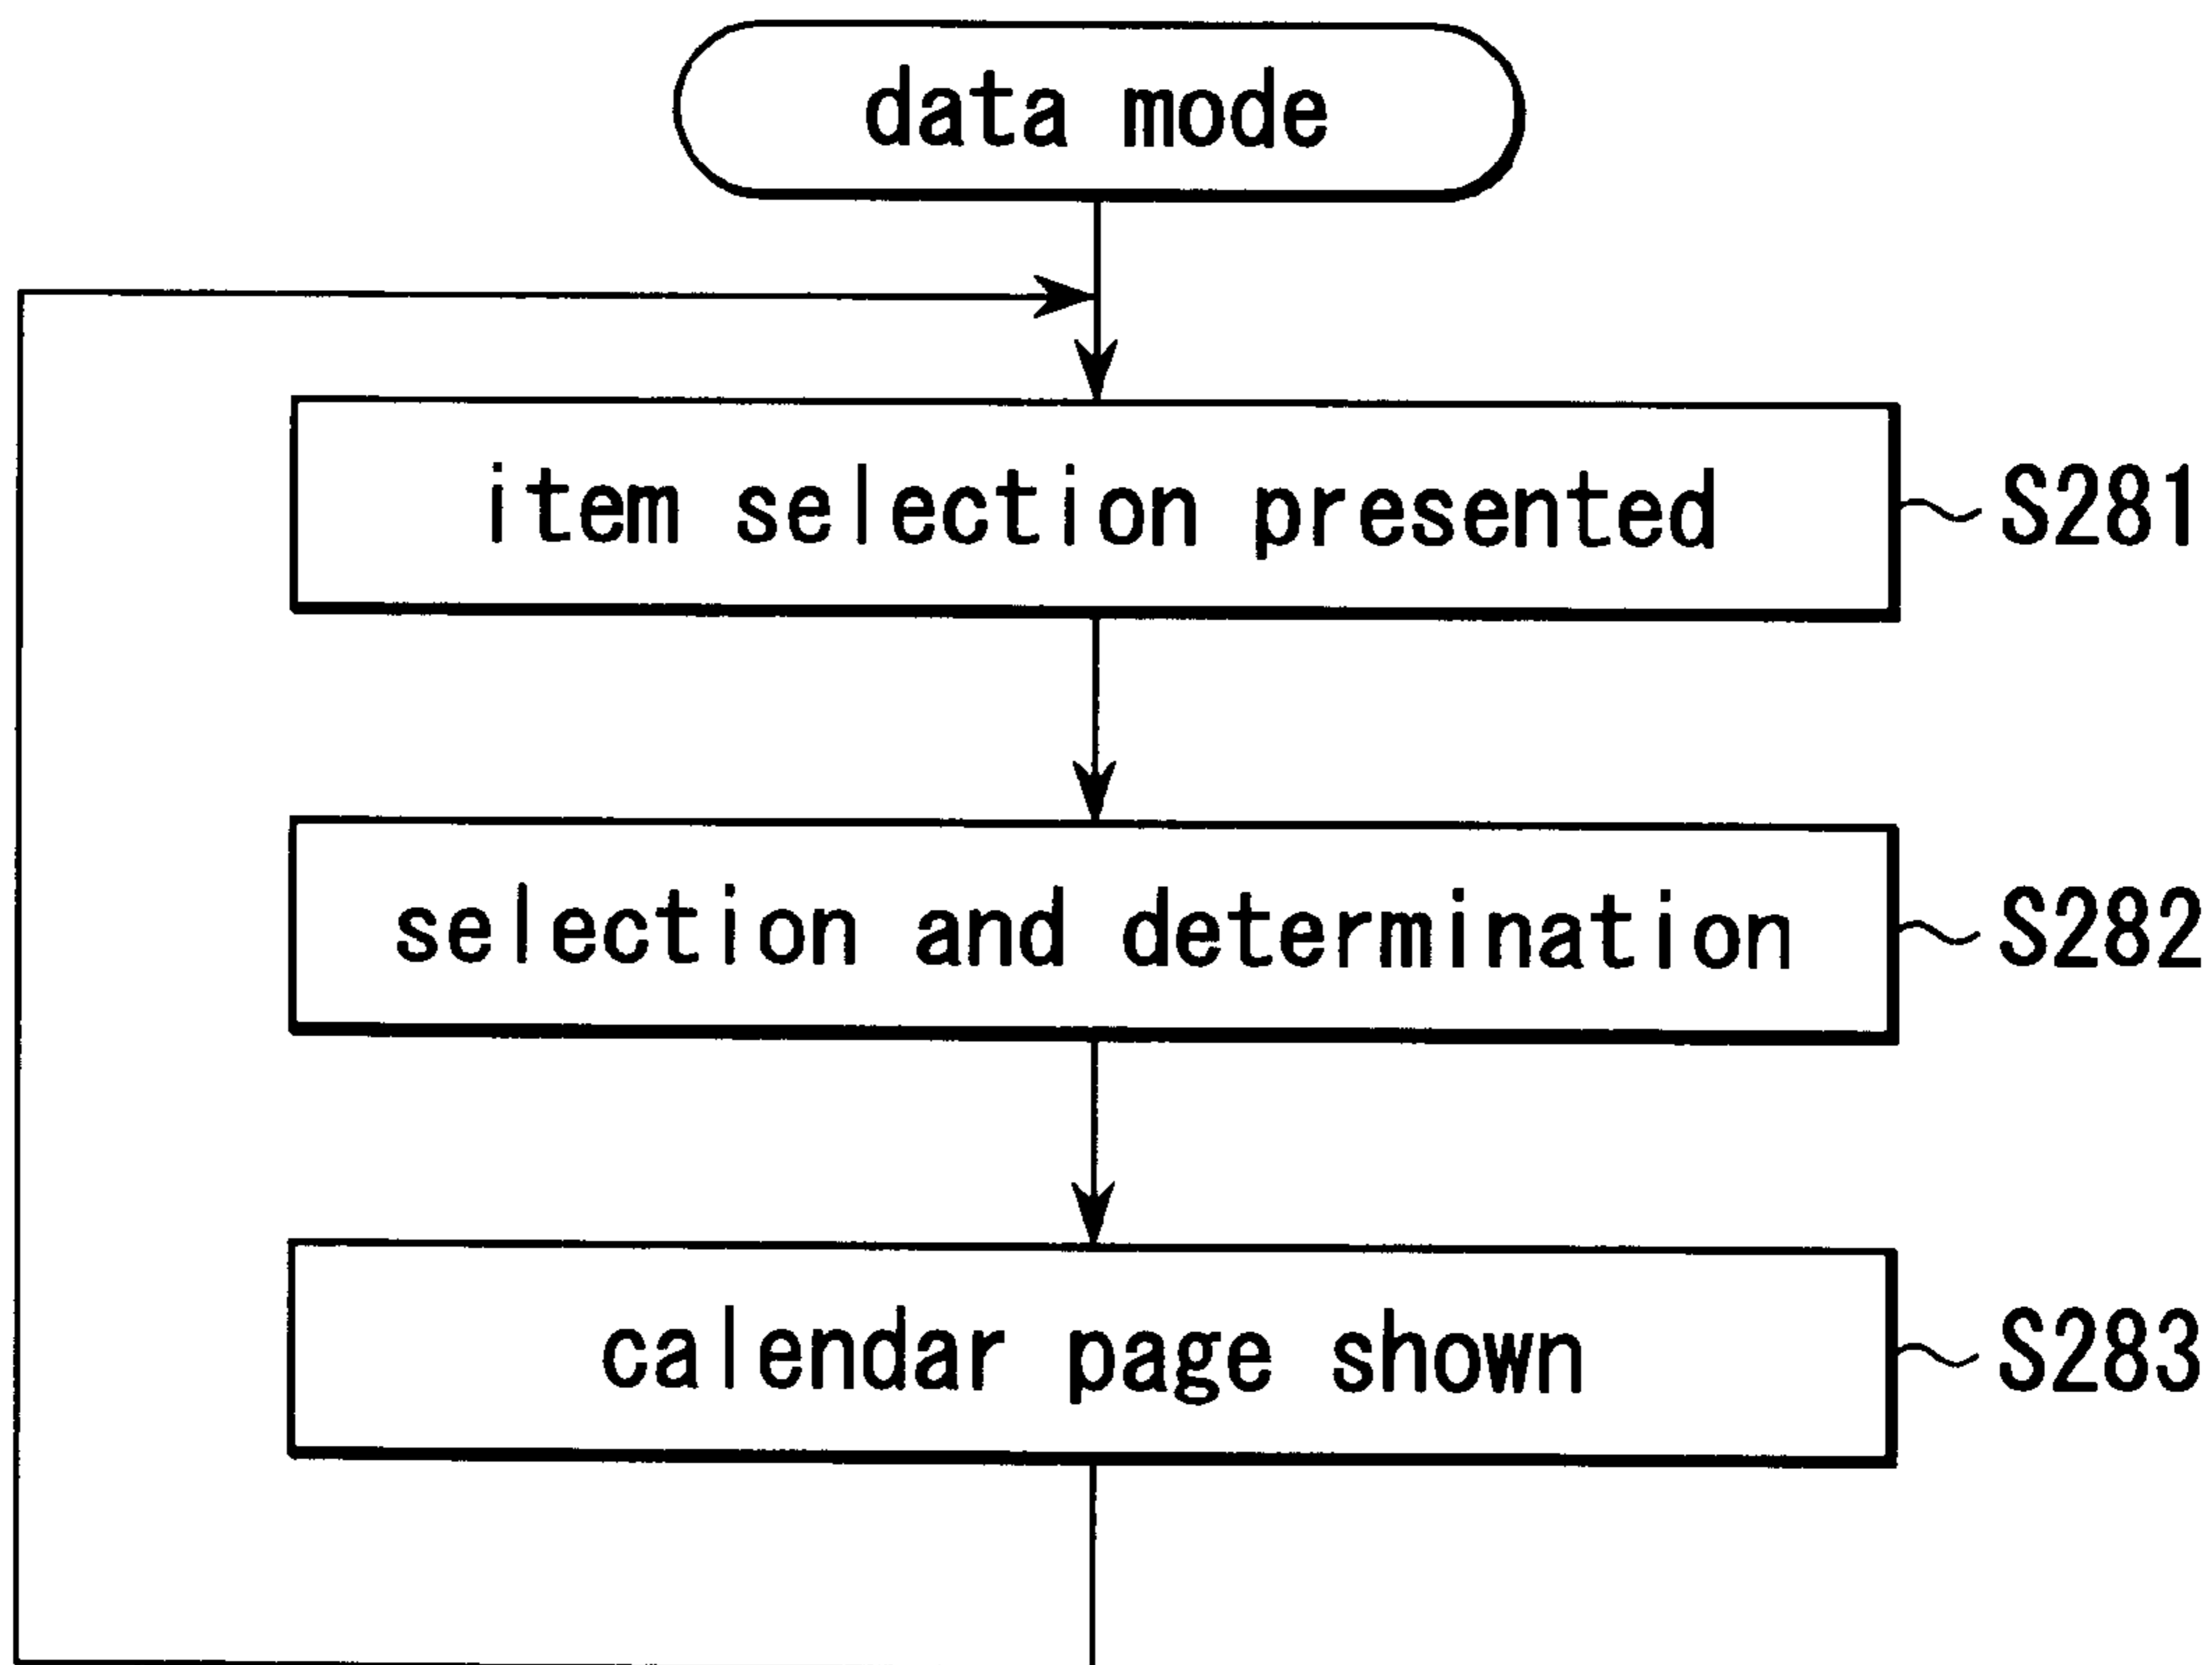 data mode
item selection presented
S281
selection and determination
S282
calendar page shown
S283